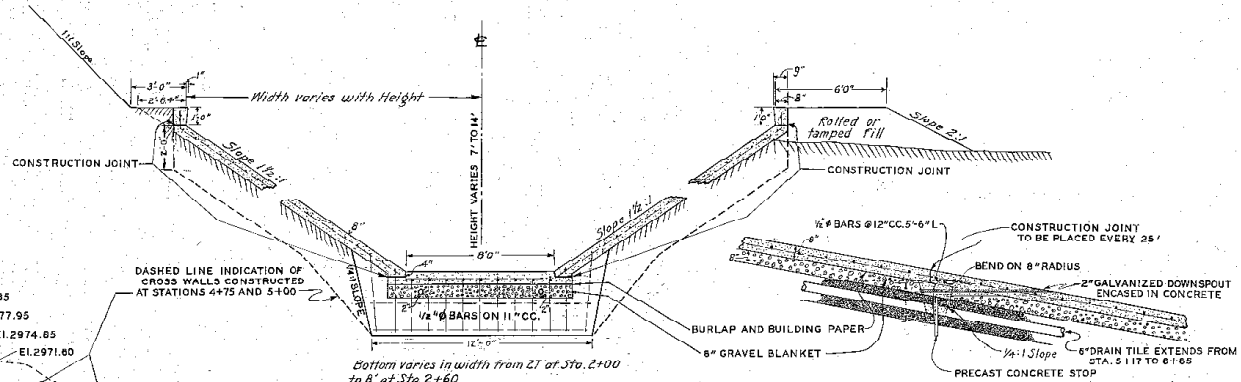 1:1 Slope
3'-0"
1"
2'-6.4"
Width varies with Height
1'-0"
2'-0"
CONSTRUCTION JOINT
Slope 1½:1
HEIGHT VARIES 7' TO 14'
9"
8"
6'0"
1'0"
Rolled or
tamped fill
Slope 2:1
CONSTRUCTION JOINT
Slope 1½:1
8"
8'0"
4"
DASHED LINE INDICATION OF
CROSS WALLS CONSTRUCTED
AT STATIONS 4+75 AND 5+00
¼:1 SLOPE
2"
½"Ø BARS ON 11"CC.
12'-0"
BURLAP AND BUILDING PAPER
6" GRAVEL BLANKET
Bottom varies in width from 27' at Sta. 2+00
to 8' at Sta 2+60
½"Ø BARS @12"CC.5'-6"L
CONSTRUCTION JOINT
TO BE PLACED EVERY 25'
BEND ON 8" RADIUS
2" GALVANIZED DOWNSPOUT
ENCASED IN CONCRETE
¼:1 Slope
6" DRAIN TILE EXTENDS FROM
STA. 5+17 TO 6+65
PRECAST CONCRETE STOP
77.95
El.2974.65
El.2971.60